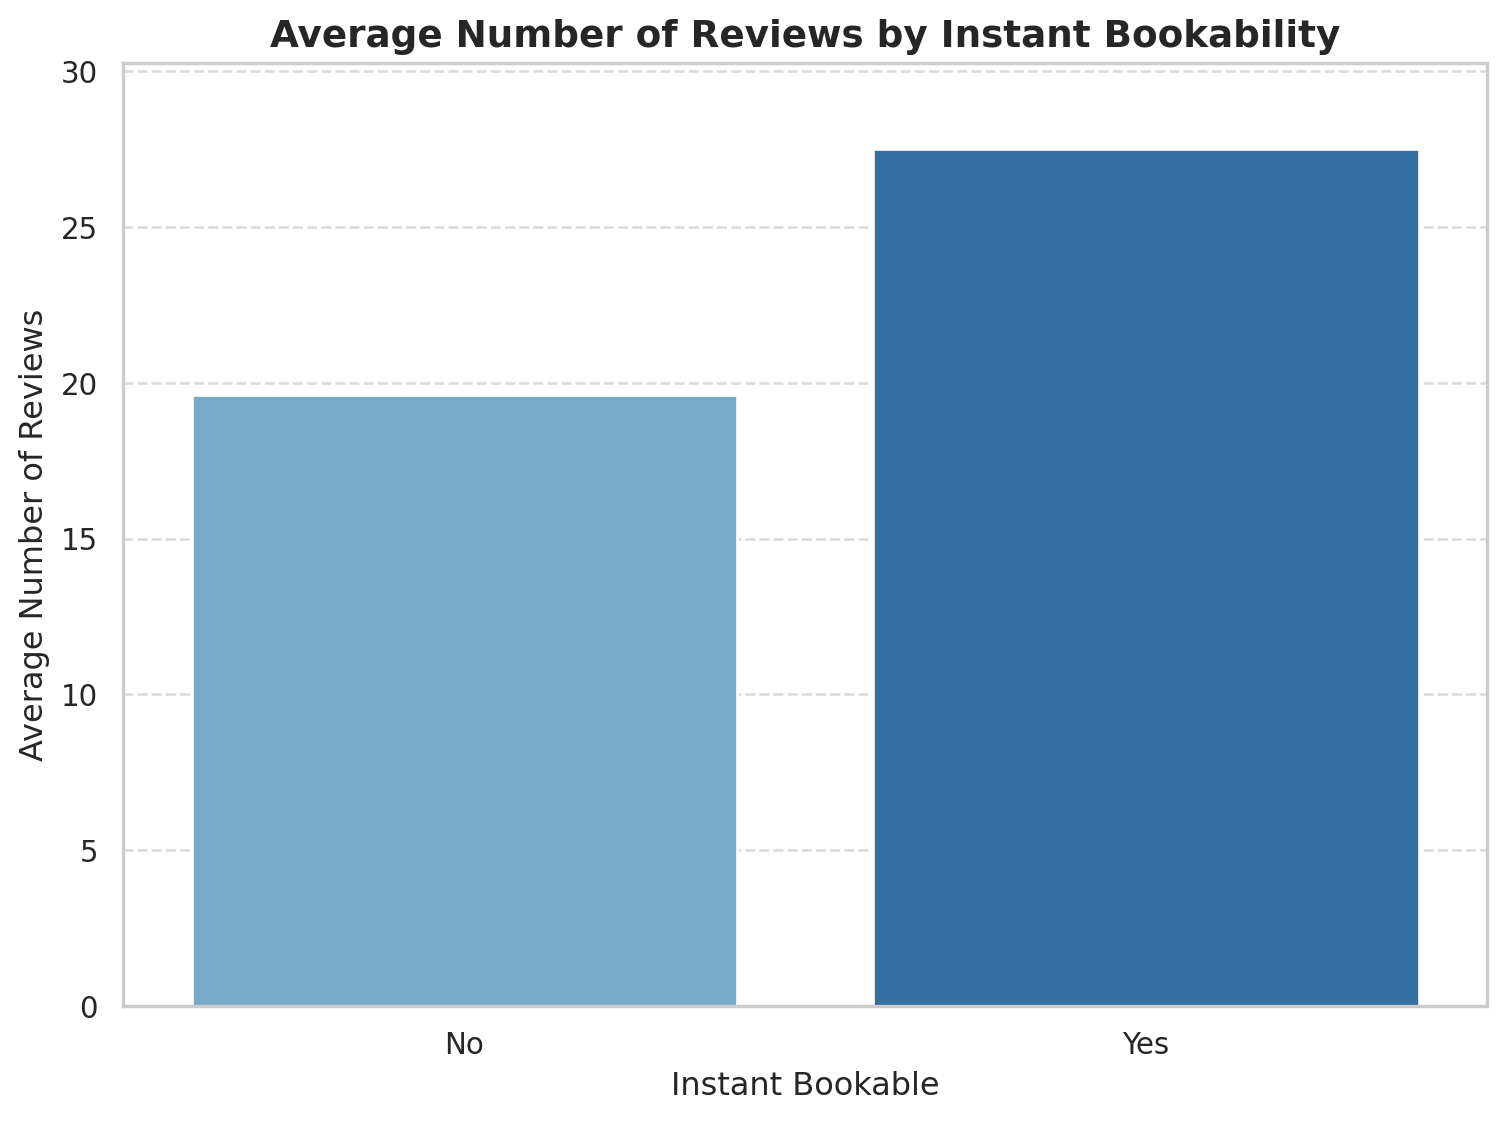 Average Number of Reviews by Instant Bookability
30
25
20
15
10
5
0
Average Number of Reviews
No
Yes
Instant Bookable